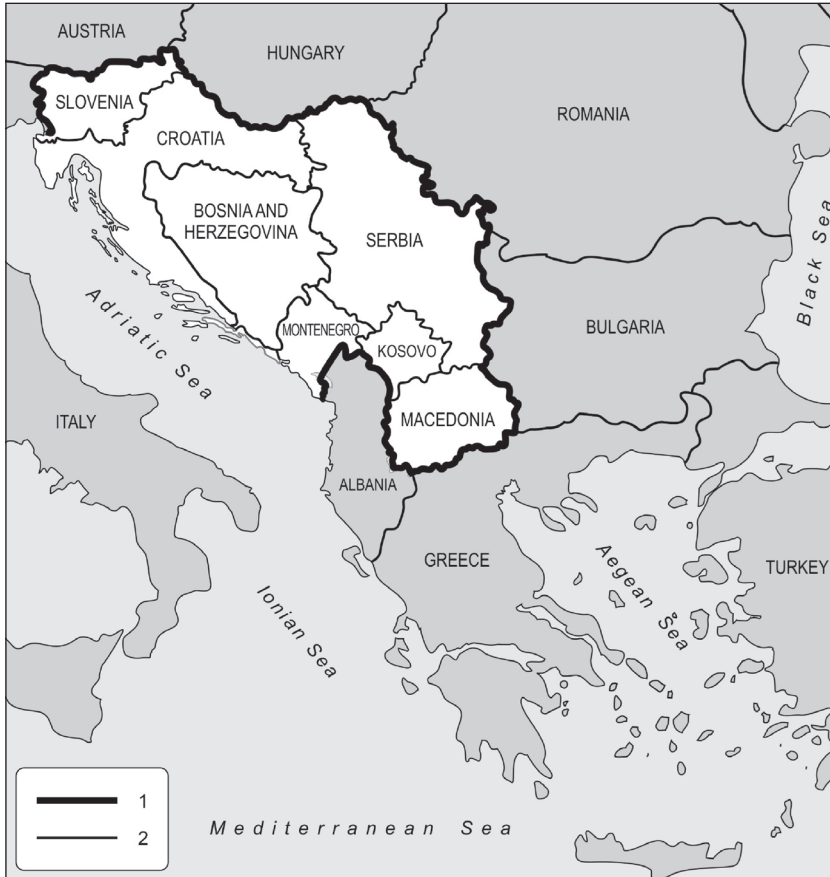 AUSTRIA
HUNGARY
SLOVENIA
ROMANIA
CROATIA
BOSNIA AND
HERZEGOVINA
SERBIA
Black Sea
Adriatic Sea
MONTENEGRO
BULGARIA
KOSOVO
ITALY
MACEDONIA
ALBANIA
GREECE
Aegean Sea
TURKEY
Ionian Sea
1
2
Mediterranean Sea